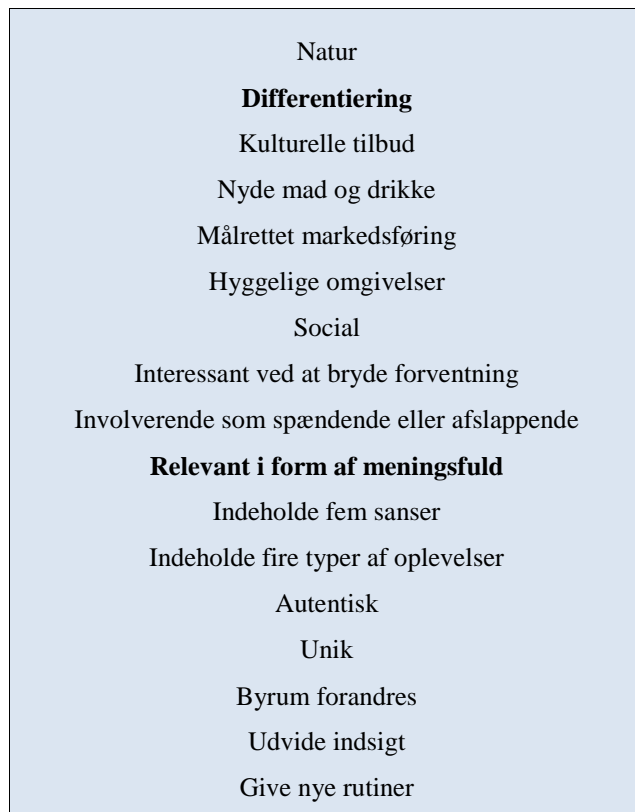 Natur
Differentiering
Kulturelle tilbud
Nyde mad og drikke
Målrettet markedsføring
Hyggelige omgivelser
Social
Interessant ved at bryde forventning
Involverende som spændende eller afslappende
Relevant i form af meningsfuld
Indeholde fem sanser
Indeholde fire typer af oplevelser
Autentisk
Unik
Byrum forandres
Udvide indsigt
Give nye rutiner